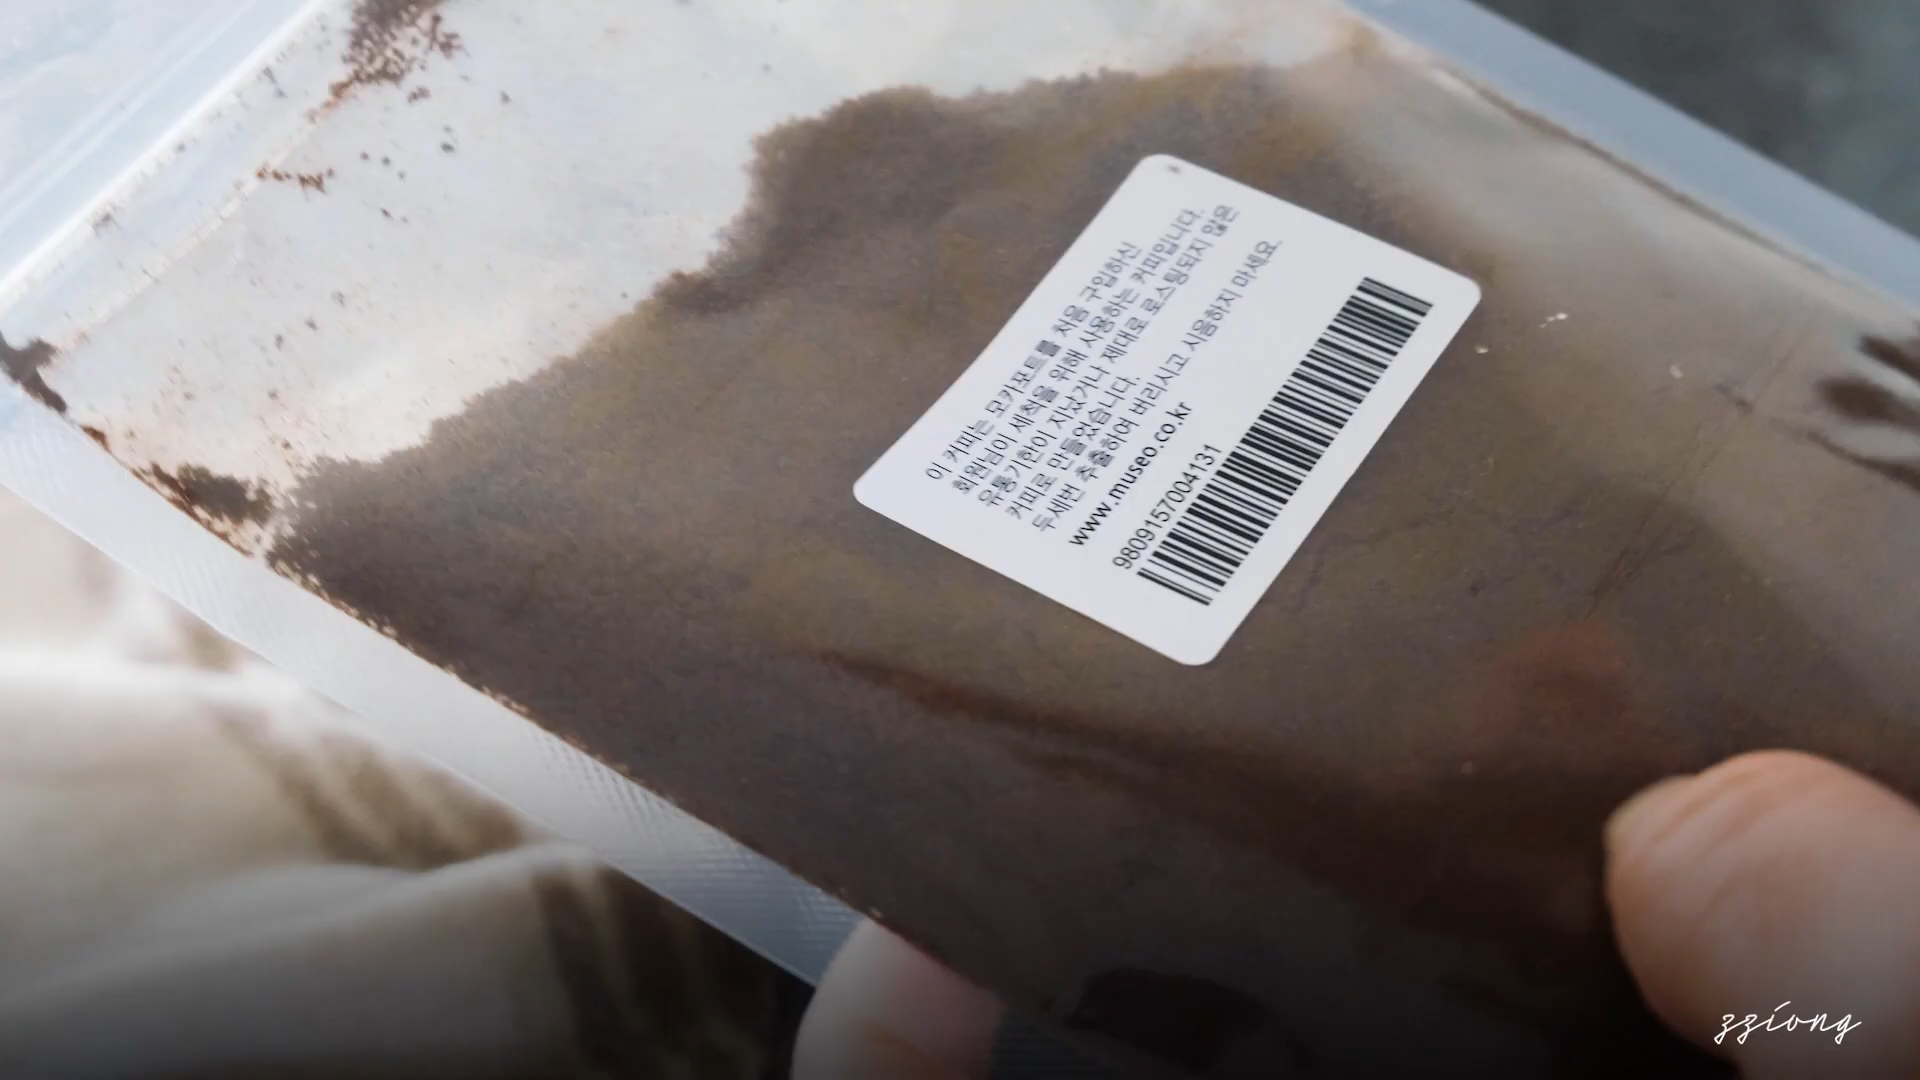 이 커피는 모카포트를 처음 구입하신
회원님이 세척을 위해 사용하는 커피입니다.
유통기한이 지났거나 제대로 로스팅되지 않은
커피로 만들었습니다.
두세번 추출하여 버리시고 사음하지 마세요.
www.museo.co.kr
9809157004131
zziong